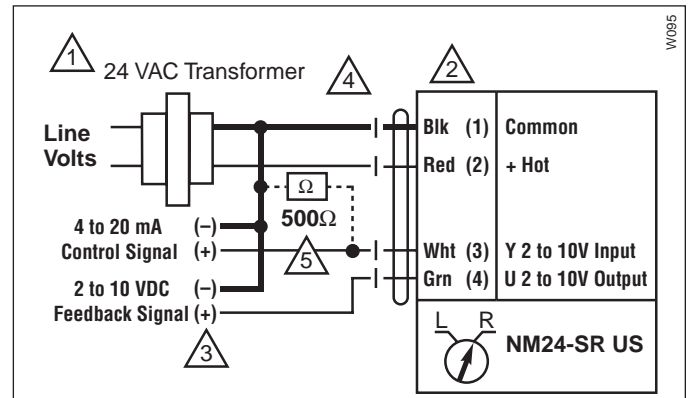 W095
1 24 VAC Transformer 4 2
Line Volts
Blk (1) Common
Red (2) + Hot
Ω
500Ω
4 to 20 mA (–)
Control Signal (+) 5 Wht (3) Y 2 to 10V Input
2 to 10 VDC (–) Grn (4) U 2 to 10V Output
Feedback Signal (+)
3
L R
NM24-SR US